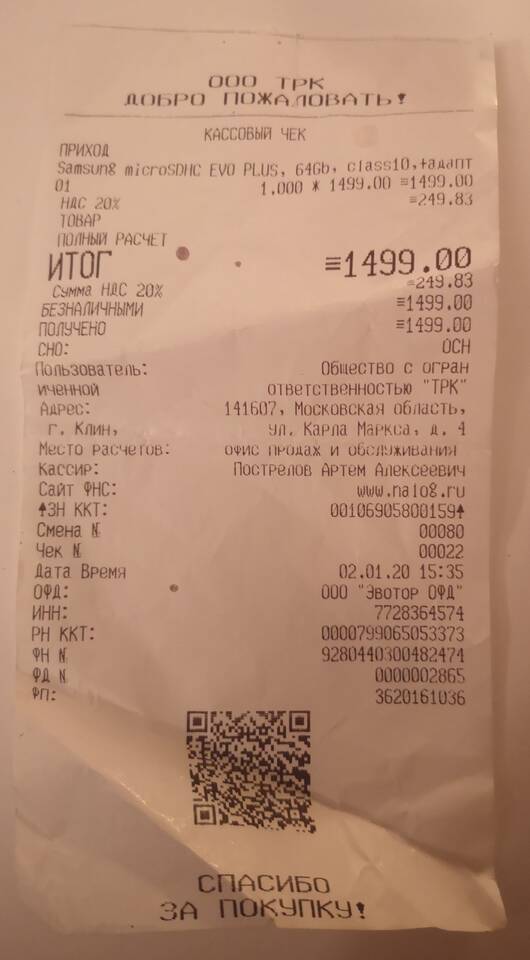 ООО ТРК
ДОБРО ПОЖАЛОВАТЬ!
КАССОВЫЙ ЧЕК
ПРИХОД
Samsung microSDHC EVO PLUS, 64Gb, class10,+адапт
01 1.000 * 1499.00 ≡1499.00
НДС 20% ≡249.83
ТОВАР
ПОЛНЫЙ РАСЧЕТ
ИТОГ ≡1499.00
Сумма НДС 20% ≡249.83
БЕЗНАЛИЧНЫМИ ≡1499.00
ПОЛУЧЕНО ≡1499.00
СНО: ОСН
Пользователь: Общество с огран
иченной ответственностью "ТРК"
Адрес: 141607, Московская область,
г. Клин, ул. Карла Маркса, д. 4
Место расчетов: офис продаж и обслуживания
Кассир: Пострелов Артем Алексеевич
Сайт ФНС: www.nalog.ru
↑ЗН ККТ: 00106905800159↑
Смена № 00080
Чек № 00022
Дата Время 02.01.20 15:35
ОФД: ООО "Эвотор ОФД"
ИНН: 7728364574
РН ККТ: 0000799065053373
ФН № 9280440300482474
ФД № 0000002865
ФП: 3620161036
СПАСИБО
ЗА ПОКУПКУ!